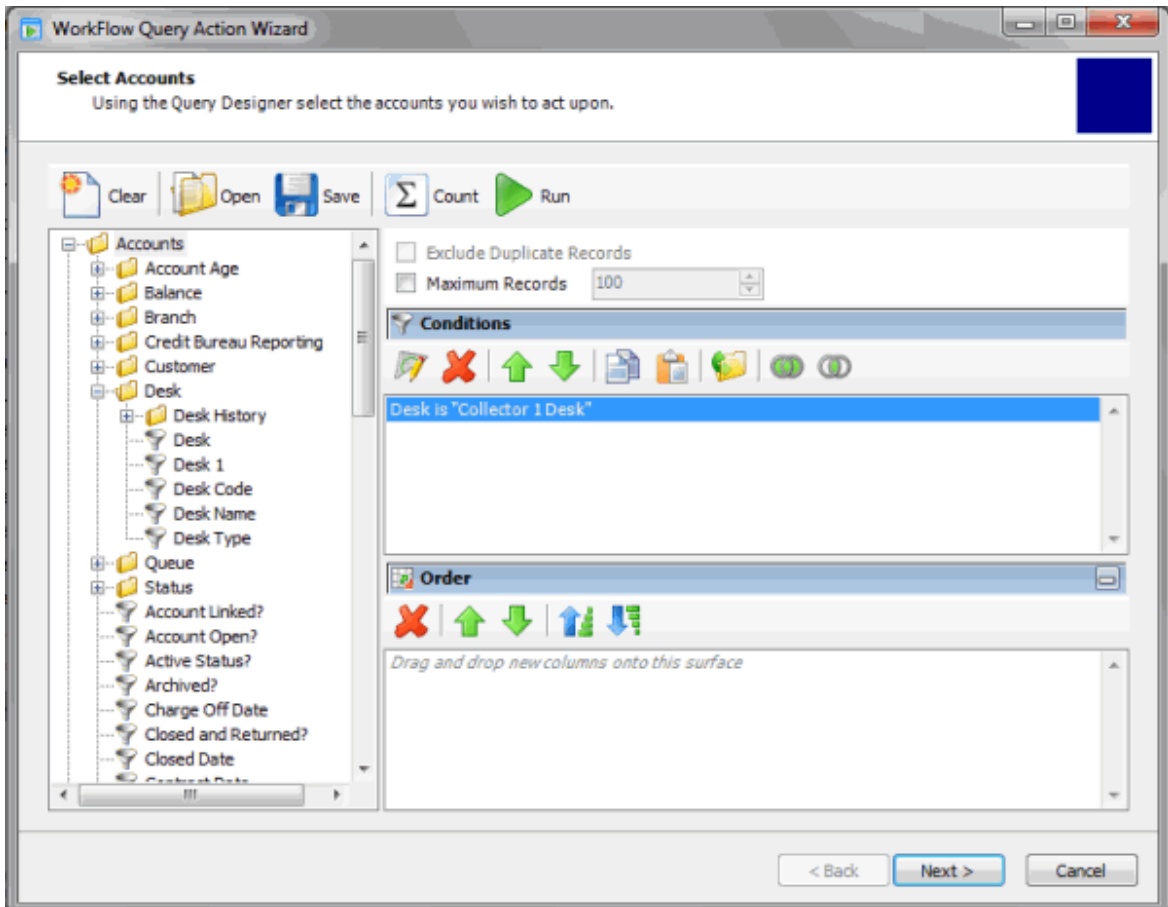 WorkFlow Query Action Wizard
Select Accounts
Using the Query Designer select the accounts you wish to act upon.
Clear Open Save Σ Count Run
Accounts
Account Age
Balance
Branch
Credit Bureau Reporting
Customer
Desk
Desk History
Desk
Desk 1
Desk Code
Desk Name
Desk Type
Queue
Status
Account Linked?
Account Open?
Active Status?
Archived?
Charge Off Date
Closed and Returned?
Closed Date
Exclude Duplicate Records
Maximum Records 100
Conditions
Desk is "Collector 1 Desk"
Order
Drag and drop new columns onto this surface
< Back Next > Cancel